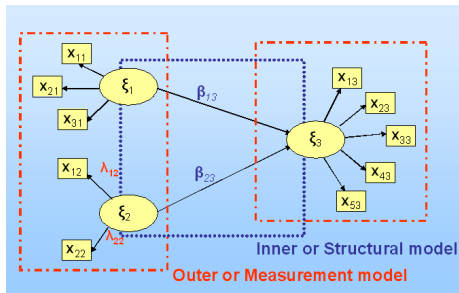 x11
x21
ξ1
x31
β13
x13
x23
ξ3
x33
x12
λ12
β23
x43
ξ2
x53
x22
λ22
Inner or Structural model
Outer or Measurement model